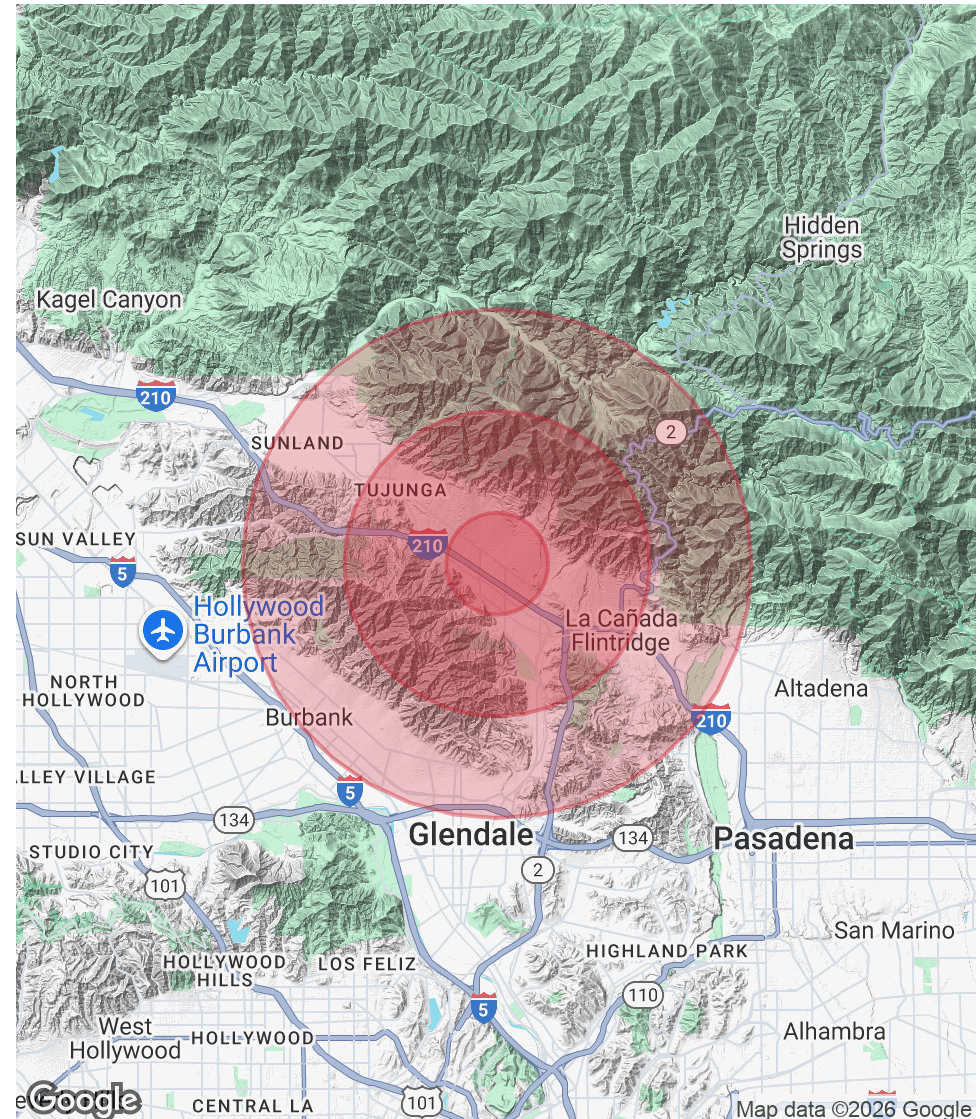 Hidden
Springs
Kagel Canyon
210
2
SUNLAND
TUJUNGA
SUN VALLEY
210
5
Hollywood
Burbank
Airport
La Cañada
Flintridge
NORTH
HOLLYWOOD
Altadena
Burbank
210
LLEY VILLAGE
5
134
Glendale
134
Pasadena
STUDIO CITY
2
101
San Marino
HIGHLAND PARK
HOLLYWOOD
HILLS
LOS FELIZ
110
5
West
Hollywood
HOLLYWOOD
Alhambra
Google
CENTRAL LA
101
Map data ©2026 Google